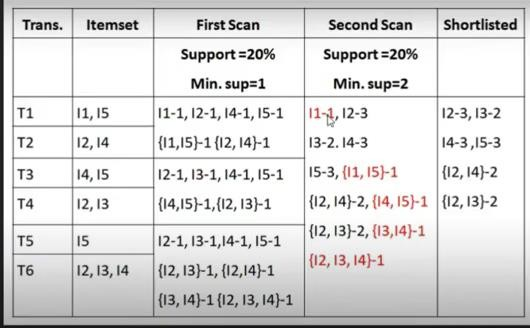 Trans. Itemset First Scan Second Scan Shortlisted
Support =20% Support =20%
Min. sup=1 Min. sup=2
T1 I1, I5 I1-1, I2-1, I4-1, I5-1 I1-1, I2-3 I2-3, I3-2
T2 I2, I4 {I1,I5}-1 {I2, I4}-1 I3-2. I4-3 I4-3 ,I5-3
T3 I4, I5 I2-1, I3-1, I4-1, I5-1 I5-3, {I1, I5}-1 {I2, I4}-2
T4 I2, I3 {I4,I5}-1,{I2, I3}-1 {I2, I4}-2, {I4, I5}-1 {I2, I3}-2
T5 I5 I2-1, I3-1,I4-1, I5-1 {I2, I3}-2, {I3,I4}-1
T6 I2, I3, I4 {I2, I3}-1, {I2,I4}-1 {I2, I3, I4}-1
{I3, I4}-1 {I2, I3, I4}-1